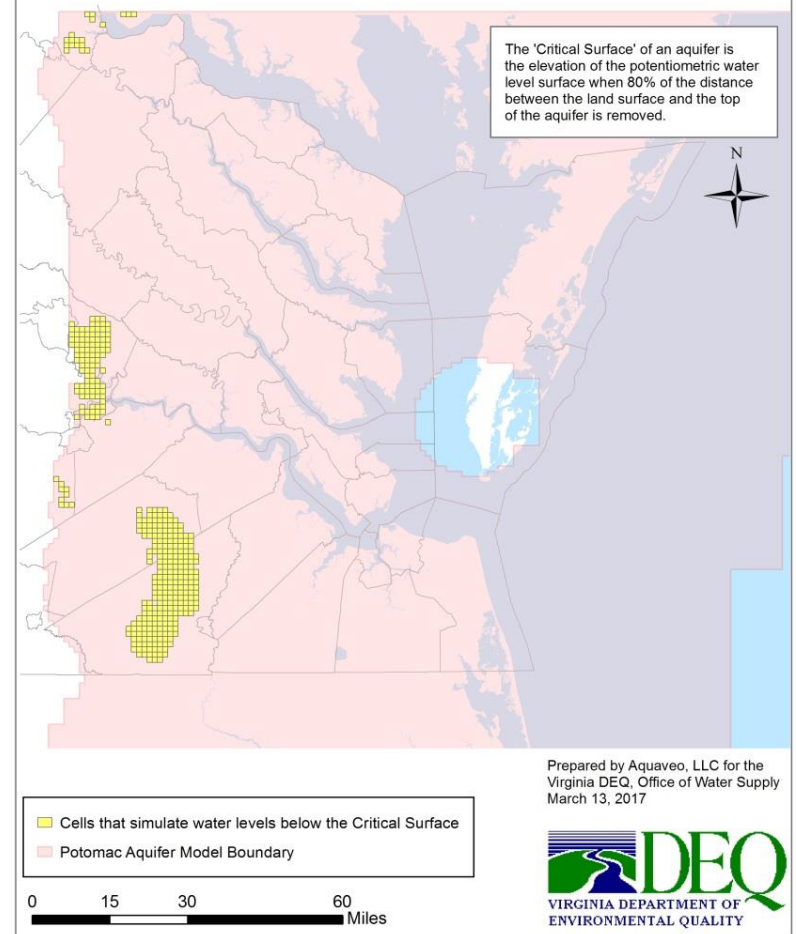 The 'Critical Surface' of an aquifer is
the elevation of the potentiometric water
level surface when 80% of the distance
between the land surface and the top
of the aquifer is removed.
N
Prepared by Aquaveo, LLC for the
Virginia DEQ, Office of Water Supply
March 13, 2017
Cells that simulate water levels below the Critical Surface
Potomac Aquifer Model Boundary
0 15 30 60
Miles
DEQ
VIRGINIA DEPARTMENT OF
ENVIRONMENTAL QUALITY